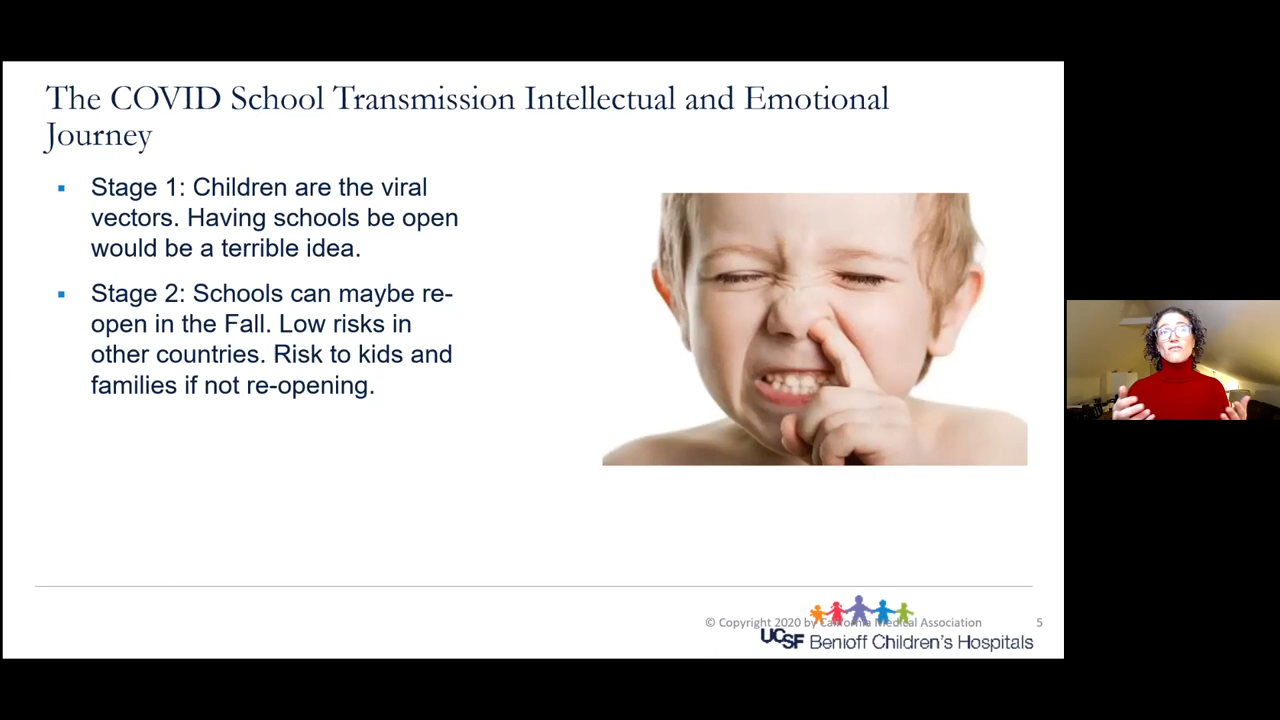 The COVID School Transmission Intellectual and Emotional
Journey
Stage 1: Children are the viral
vectors. Having schools be open
would be a terrible idea.
Stage 2: Schools can maybe re-
open in the Fall. Low risks in
other countries. Risk to kids and
families if not re-opening.
© Copyright 2020 by California Medical Association
5
UCSF Benioff Children's Hospitals